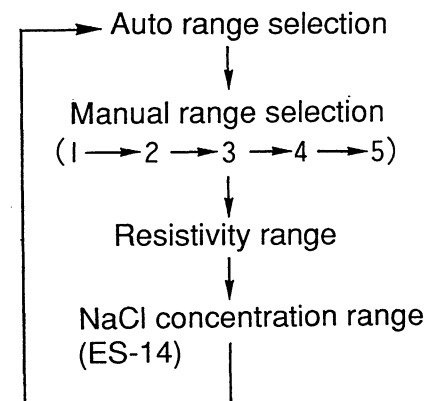 Auto range selection
Manual range selection
(1 → 2 → 3 → 4 → 5)
Resistivity range
NaCl concentration range
(ES-14)